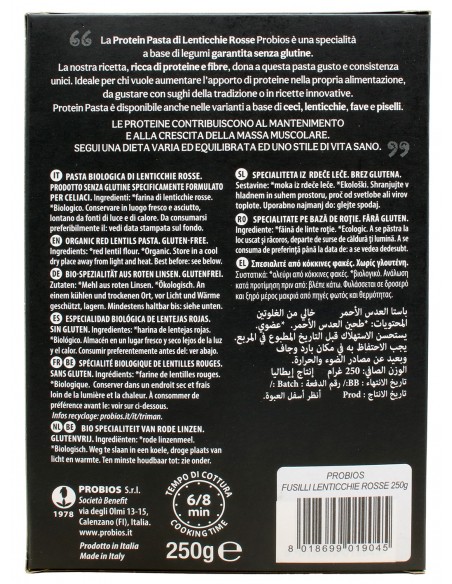 “ La Protein Pasta di Lenticchie Rosse Probios è una specialità
a base di legumi garantita senza glutine.
La nostra ricetta, ricca di proteine e fibre, dona a questa pasta gusto e consistenza
unici. Ideale per chi vuole aumentare l'apporto di proteine nella propria alimentazione,
da gustare con sughi della tradizione o in ricette innovative.
Protein Pasta è disponibile anche nelle varianti a base di ceci, lenticchie, fave e piselli.
LE PROTEINE CONTRIBUISCONO AL MANTENIMENTO
E ALLA CRESCITA DELLA MASSA MUSCOLARE.
SEGUI UNA DIETA VARIA ED EQUILIBRATA ED UNO STILE DI VITA SANO. ”
IT PASTA BIOLOGICA DI LENTICCHIE ROSSE.
PRODOTTO SENZA GLUTINE SPECIFICAMENTE FORMULATO
PER CELIACI. Ingredienti: *farina di lenticchie rosse.
*Biologico. Conservare in luogo fresco e asciutto,
lontano da fonti di luce e di calore. Da consumarsi
preferibilmente entro il: vedi data stampata sul fondo.
EN ORGANIC RED LENTILS PASTA. GLUTEN-FREE.
Ingredients: *red lentil flour. *Organic. Store in a cool
dry place away from light and heat. Best before: see below.
DE BIO-SPEZIALITÄT AUS ROTEN LINSEN. GLUTENFREI.
Zutaten: *Mehl aus roten Linsen. *Ökologisch. An
einem kühlen und trockenen Ort, vor Licht und Wärme
geschützt, lagern. Mindestens haltbar bis: siehe unten.
ES ESPECIALIDAD BIOLÓGICA DE LENTEJAS ROJAS.
SIN GLUTEN. Ingredientes: *harina de lentejas rojas.
*Biológico. Almacén en un lugar fresco y seco lejos de la luz
y el calor. Consumir preferentemente antes del: ver abajo.
FR BE SPÉCIALITÉ BIOLOGIQUE DE LENTILLES ROUGES.
SANS GLUTEN. Ingrédients: *farine de lentilles rouges.
*Biologique. Conserver dans un endroit sec et frais
loin de la lumière et la chaleur. À consommer de
préférence avant le: voir sur ci-dessous.
Infos recyclage: probios.it/it/triman.
NL BE BIO SPECIALITEIT VAN RODE LINZEN.
GLUTENVRIJ. Ingrediënten: *rode linzenmeel.
*Biologisch. Weg te slaan in een koele, droge plaats
van licht en warmte. Ten minste houdbare tot: zie onder.
SL SPECIALITETA IZ RDEČE LEČE. BREZ GLUTENA.
Sestavine: *moka iz rdeče leče. *Ekološki. Shranjujte v
hladnem in suhem prostoru, proč od svetlobe ali virov
toplote. Uporabno najmanj do: glejte spodaj.
RO SPECIALITATE PE BAZĂ DE ROȚIE. FĂRĂ GLUTEN.
Ingrediente: *făină de linte roție. *Ecologic. A se păstra la
loc uscat și răcoros, departe de surse de căldură și lumină. A se
consuma de preferință până la data de: a se vedea dedesubt.
EL Σπεσιαλιτέ από κόκκινες φακές. Χωρίς γλουτένη.
Συστατικά: *αλεύρι από κόκκινες φακές. *βιολογικό. Ανάλωση
κατά προτίμηση πριν από: βλέπε κάτω. Φυλάσσεται σε δροσερό
και ξηρό μέρος μακριά από πηγές φωτός και θερμότητας.
باستا العدس الأحمر خالي من الغلوتين
المحتويات: *طحين العدس الأحمر. *عضوي.
يستحسن الاستهلاك قبل التاريخ المطبوع في المربع.
يجب الحفاظ به في مكان بارد وجاف
وبعيد من مصادر الضوء والحرارة.
الوزن الصافي: 250 غرام إنتاج إيطاليا
تاريخ الانتهاء: BB: / رقم الدفعة: Batch : /
تاريخ الإنتاج : Prod أنظر أسفل العبوة.
PROBIOS
1978
PROBIOS S.r.l.
Società Benefit
via degli Olmi 13-15,
Calenzano (FI), Italia.
www.probios.it
Prodotto in Italia
Made in Italy
TEMPO DI COTTURA
6/8
min
COOKING TIME
250g e
PROBIOS
FUSILLI LENTICCHIE ROSSE 250g
8 018699 019045